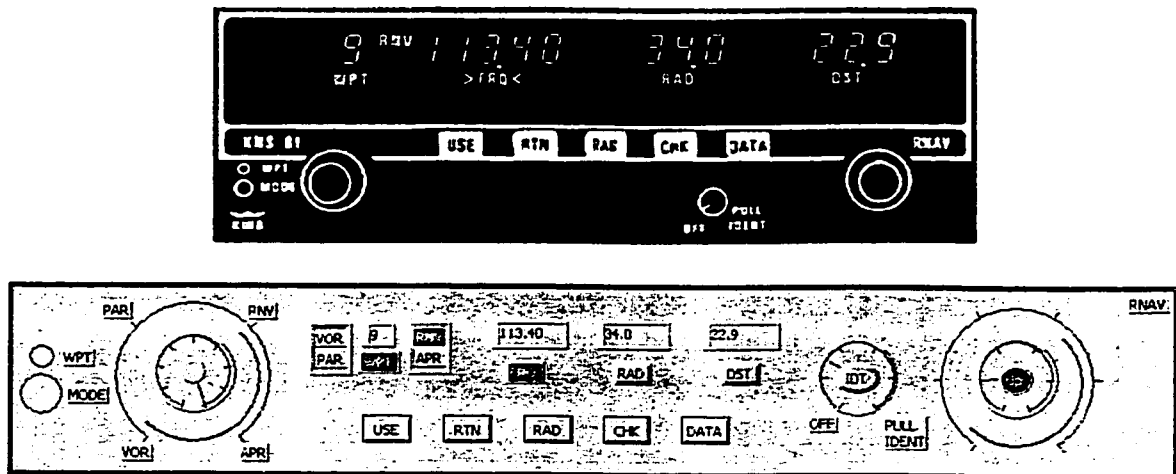 9 RNV 113.40 34.0 22.9
WPT >FRQ< RAD DST
KNS 81 USE RTN RAD CHK DATA RNAV
WPT
MODE
PULL
OFF IDENT
PAR RNV RNAV
VOR 9 RNV 113.40 34.0 22.9
WPT PAR WPT APR RAD DST IDT
MODE
USE RTN RAD CHK DATA OFF PULL
IDENT
VOR APR